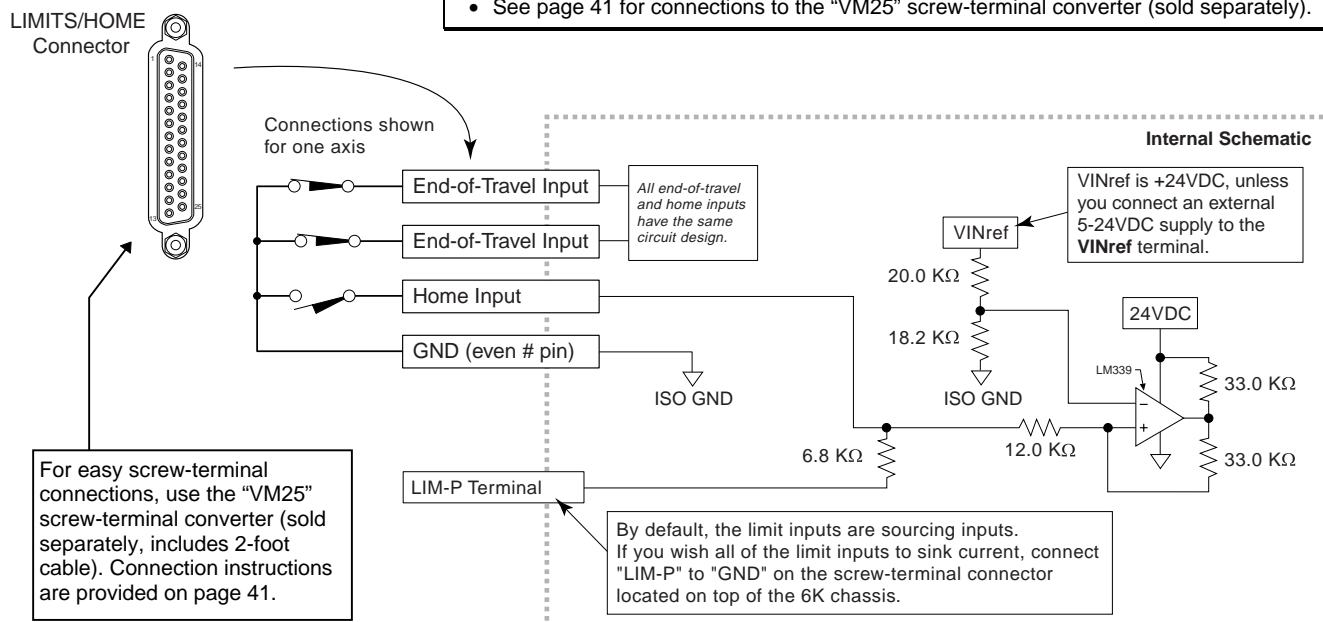 • See page 41 for connections to the “VM25” screw-terminal converter (sold separately).
LIMITS/HOME
Connector
1
14
13
25
Connections shown
for one axis
Internal Schematic
End-of-Travel Input
End-of-Travel Input
Home Input
GND (even # pin)
ISO GND
All end-of-travel
and home inputs
have the same
circuit design.
VINref
VINref is +24VDC, unless
you connect an external
5-24VDC supply to the
VINref terminal.
20.0 KΩ
18.2 KΩ
ISO GND
24VDC
LM339
−
+
33.0 KΩ
33.0 KΩ
12.0 KΩ
6.8 KΩ
LIM-P Terminal
By default, the limit inputs are sourcing inputs.
If you wish all of the limit inputs to sink current, connect
"LIM-P" to "GND" on the screw-terminal connector
located on top of the 6K chassis.
For easy screw-terminal
connections, use the “VM25”
screw-terminal converter (sold
separately, includes 2-foot
cable). Connection instructions
are provided on page 41.